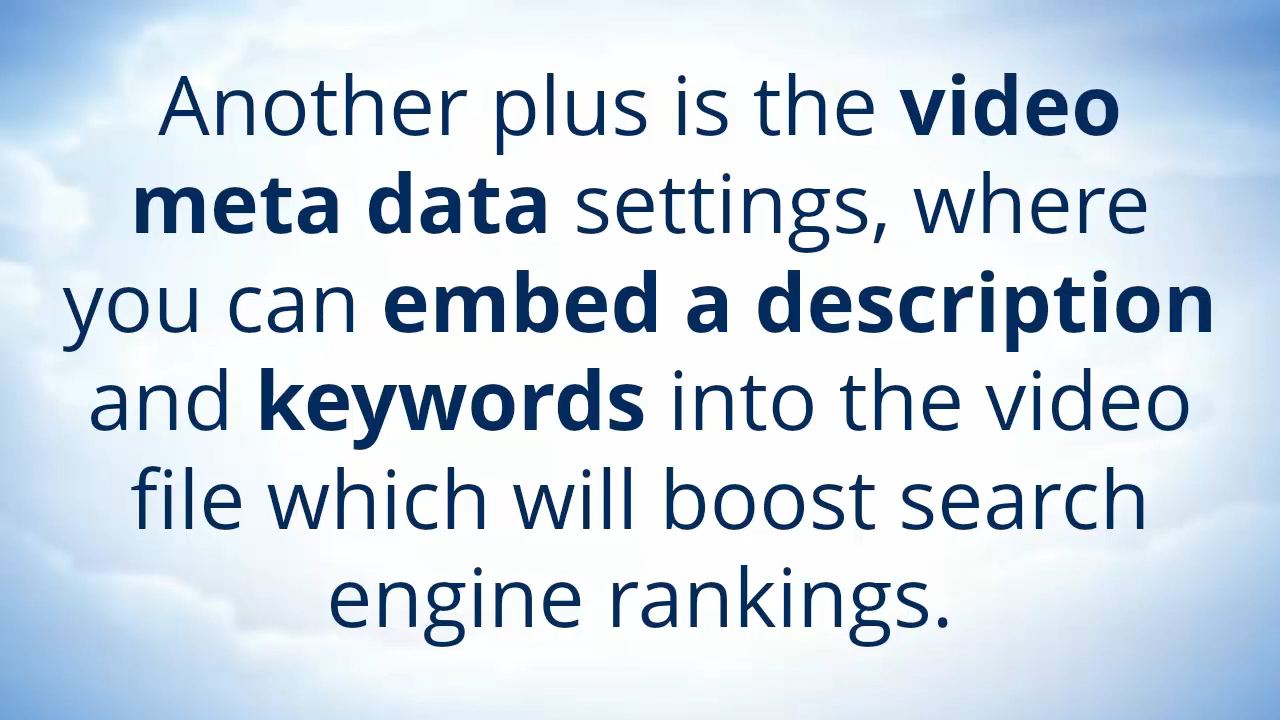 Another plus is the video
meta data settings, where
you can embed a description
and keywords into the video
file which will boost search
engine rankings.